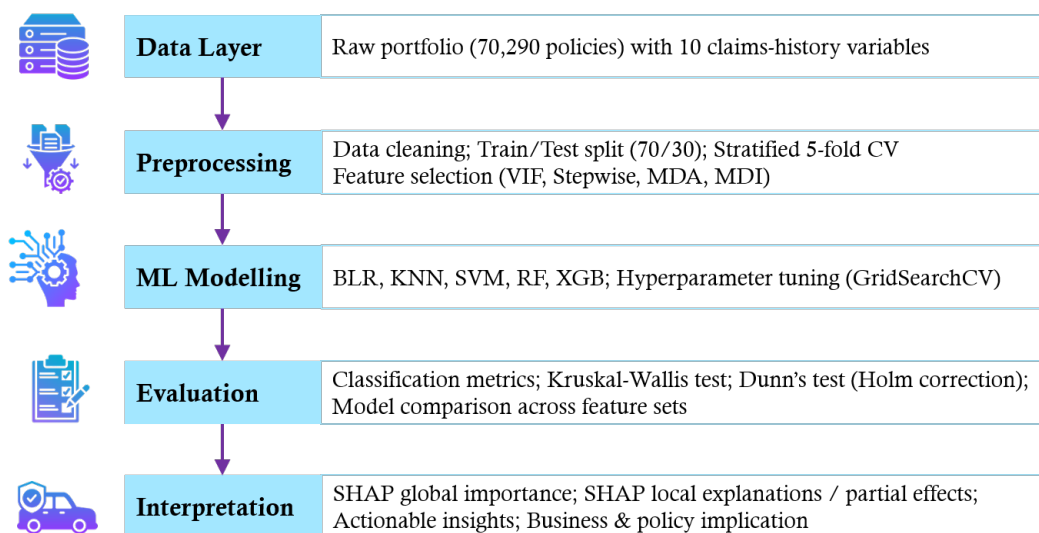 Data Layer
Raw portfolio (70,290 policies) with 10 claims-history variables
Preprocessing
Data cleaning; Train/Test split (70/30); Stratified 5-fold CV
Feature selection (VIF, Stepwise, MDA, MDI)
ML Modelling
BLR, KNN, SVM, RF, XGB; Hyperparameter tuning (GridSearchCV)
Evaluation
Classification metrics; Kruskal-Wallis test; Dunn’s test (Holm correction);
Model comparison across feature sets
Interpretation
SHAP global importance; SHAP local explanations / partial effects;
Actionable insights; Business & policy implication